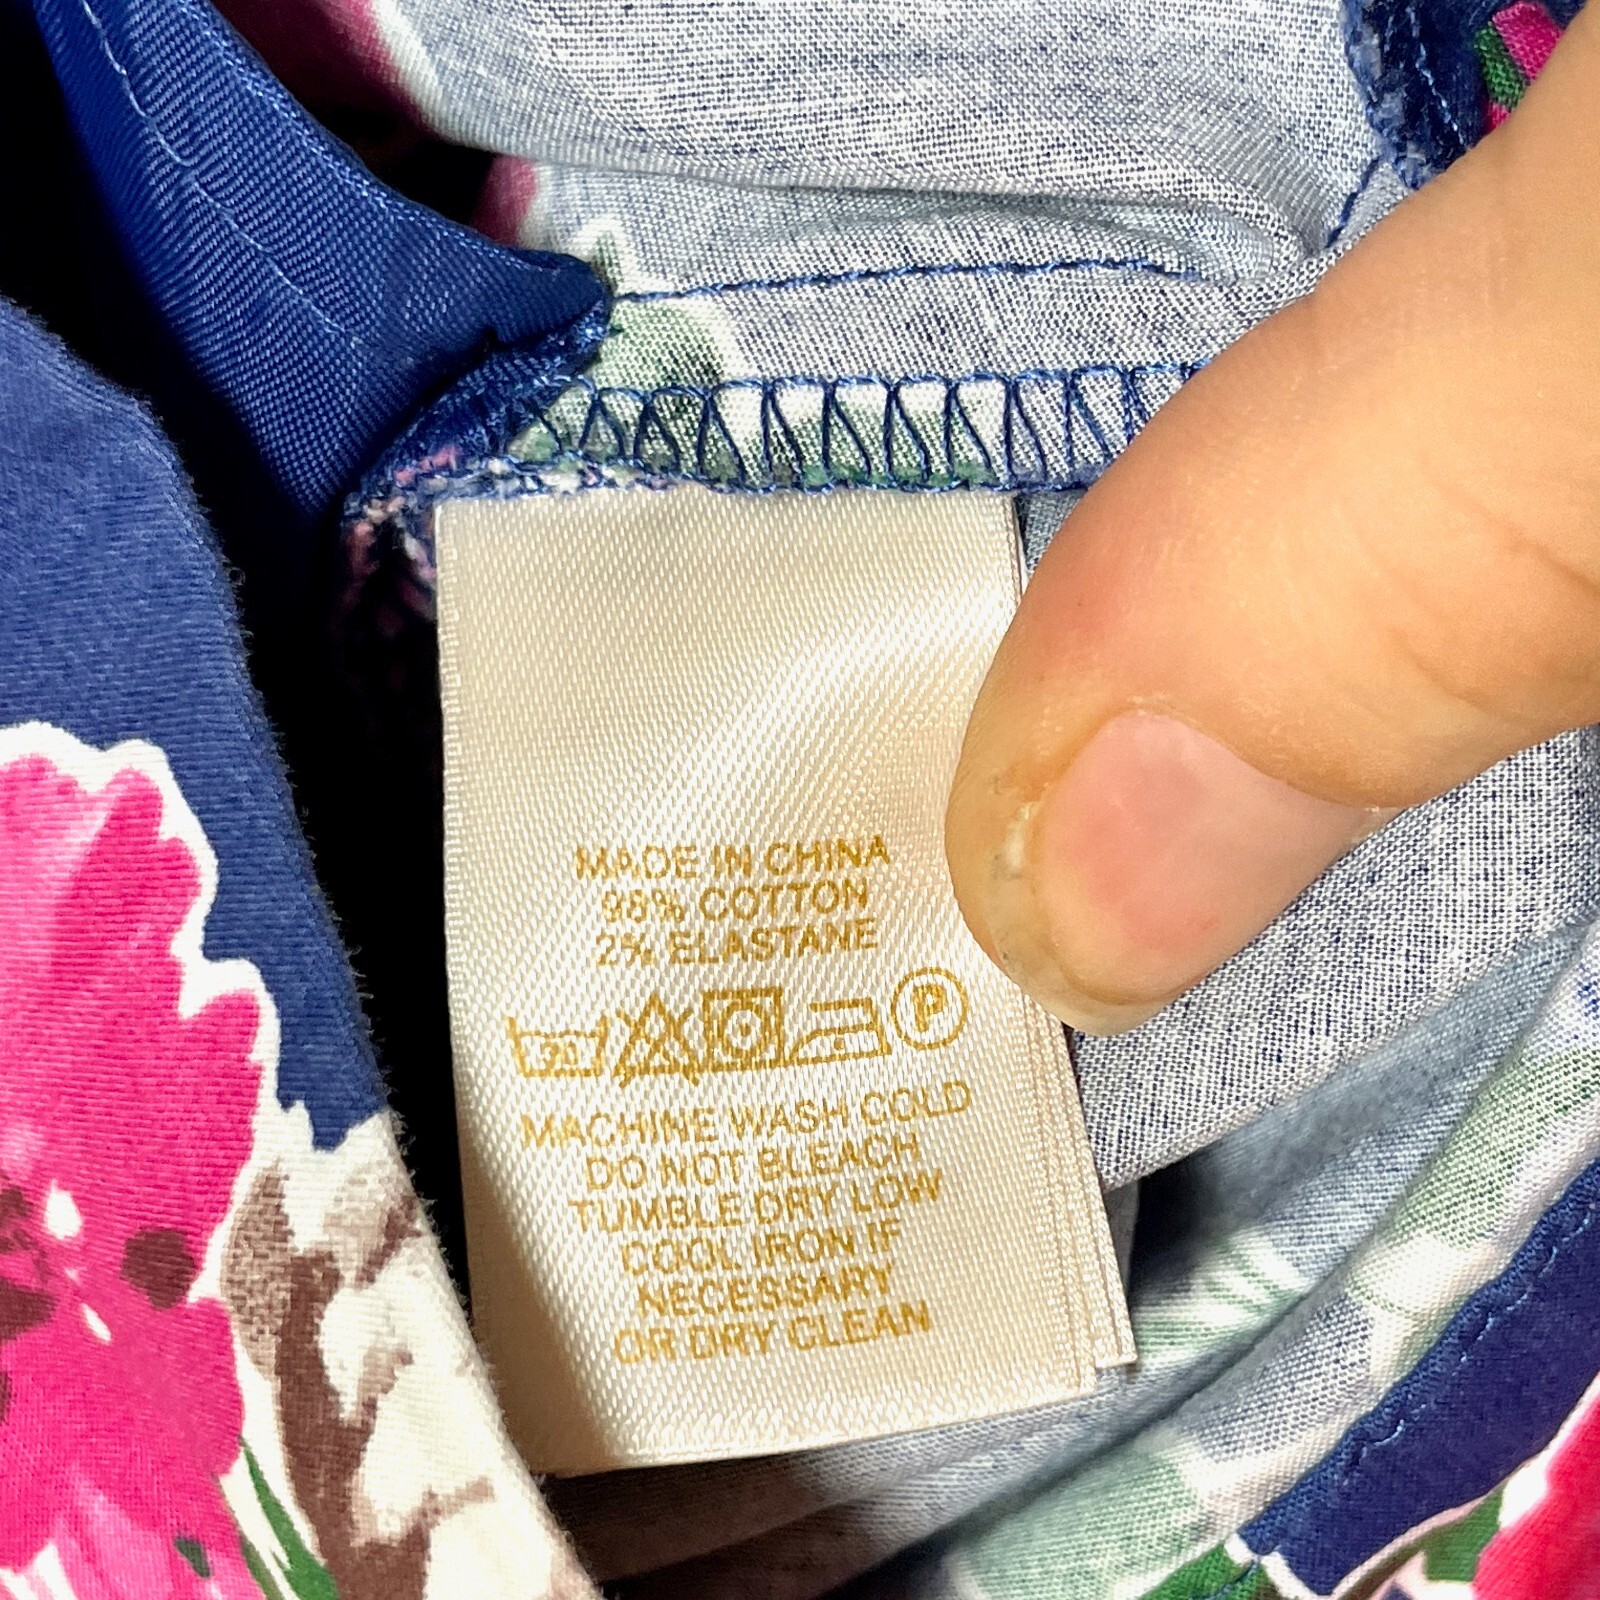 MADE IN CHINA
98% COTTON
2% ELASTANE
30 P
MACHINE WASH COLD
DO NOT BLEACH
TUMBLE DRY LOW
COOL IRON IF
NECESSARY
OR DRY CLEAN